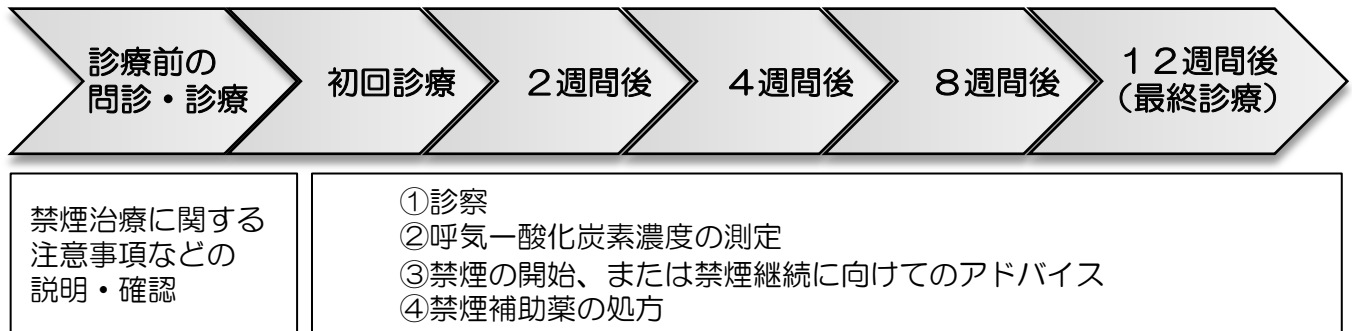 診療前の
問診・診療
初回診療
２週間後
４週間後
８週間後
１２週間後
（最終診療）
禁煙治療に関する
注意事項などの
説明・確認
①診察
②呼気一酸化炭素濃度の測定
③禁煙の開始、または禁煙継続に向けてのアドバイス
④禁煙補助薬の処方